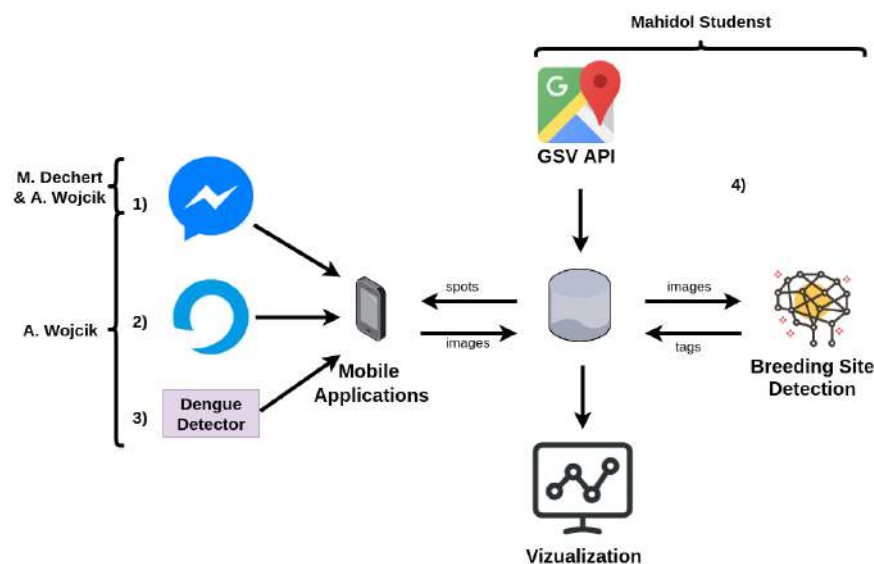 Mahidol Studenst
G
GSV API
M. Dechert
& A. Wojcik
1)
4)
spots
images
2)
A. Wojcik
images
tags
Mobile
Applications
Breeding Site
Detection
3)
Dengue
Detector
Vizualization